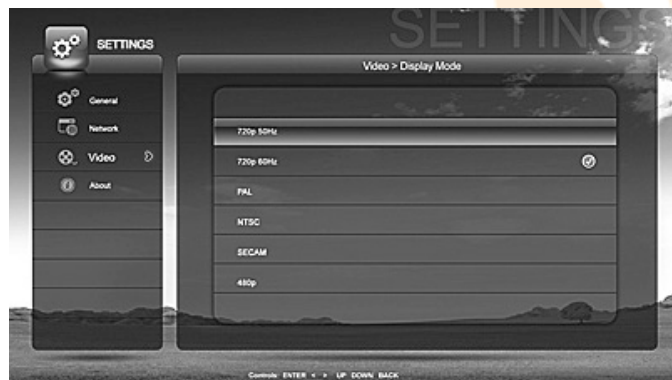 SETTINGS
SETTINGS
Video > Display Mode
General
Network
Video
About
720p 50Hz
720p 60Hz
PAL
NTSC
SECAM
480p
Controls: ENTER < > UP DOWN BACK